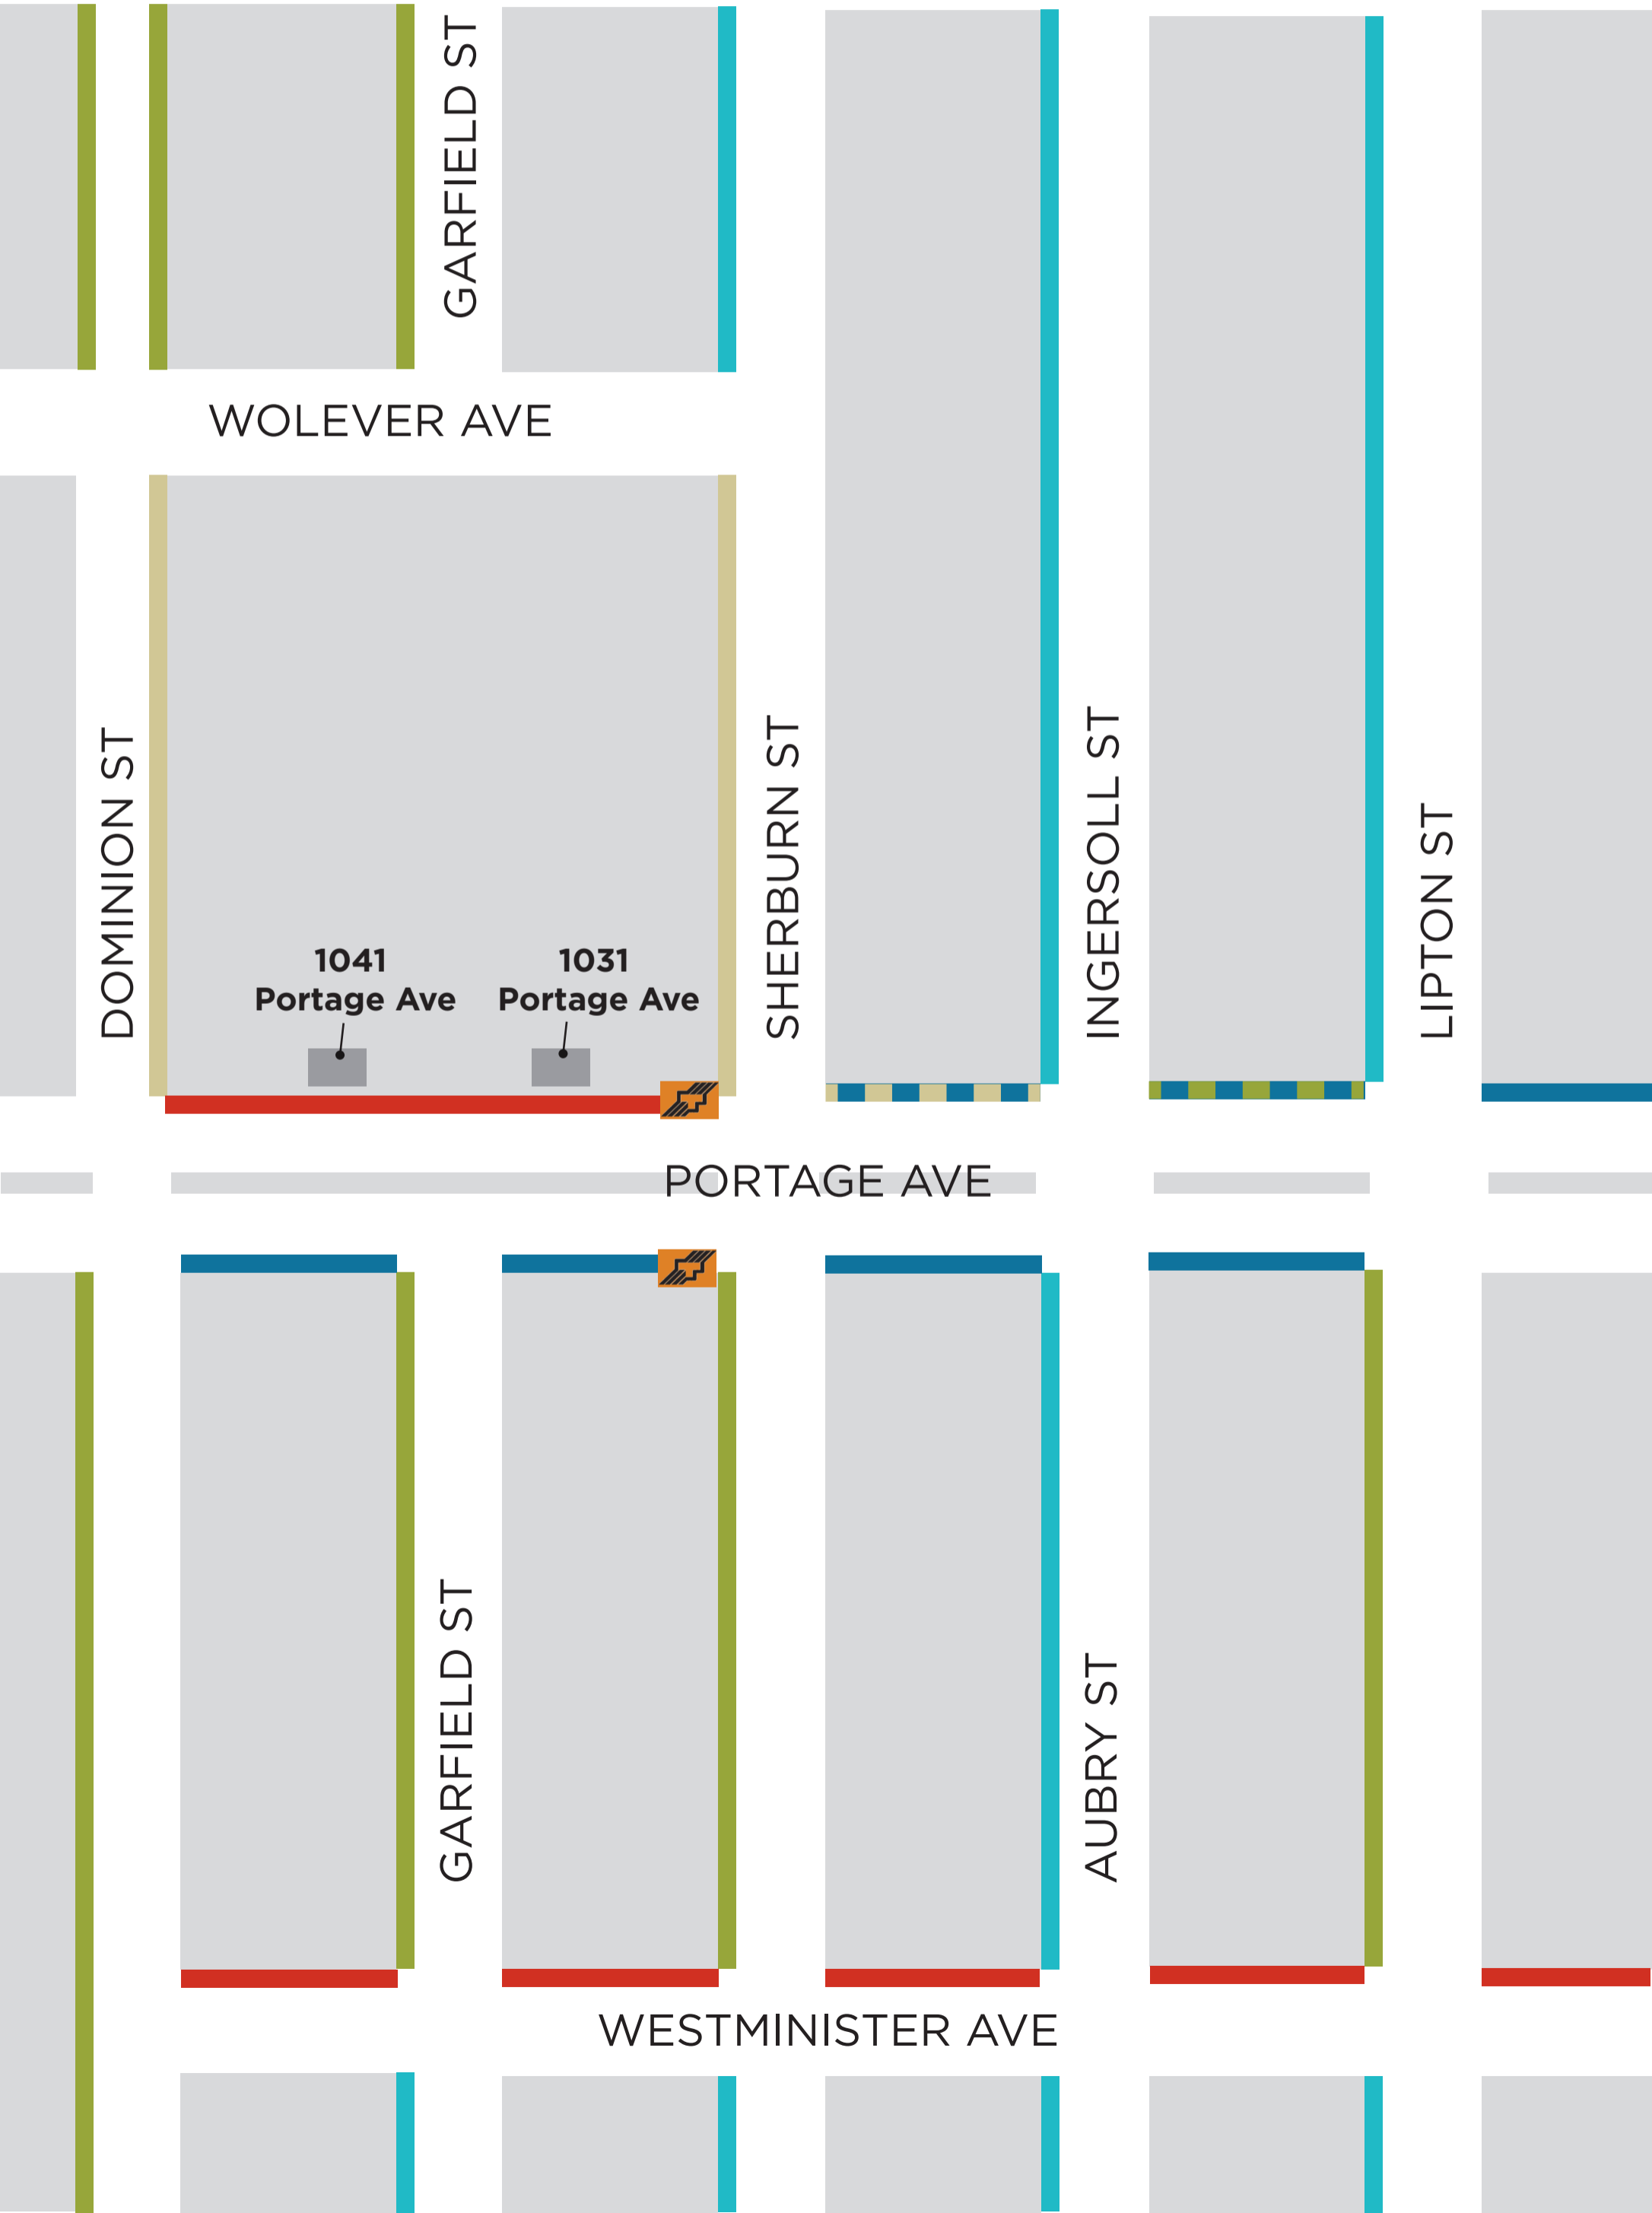 GARFIELD ST
WOLEVER AVE
DOMINION ST
SHERBURN ST
INGERSOLL ST
LIPTON ST
1041
Portage Ave
1031
Portage Ave
PORTAGE AVE
GARFIELD ST
AUBRY ST
WESTMINISTER AVE